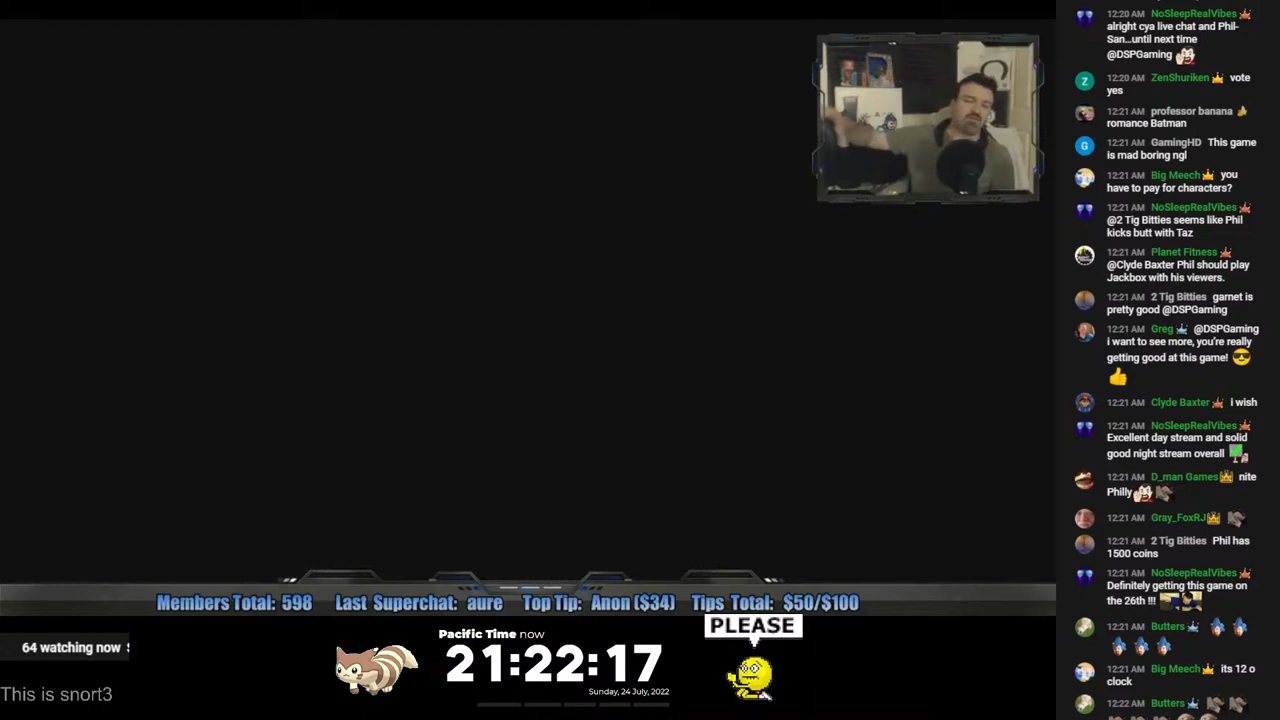 12:20 AM NoSleepRealVibes
alright cya live chat and Phil-
San...until next time
@DSPGaming
12:20 AM ZenShuriken vote
yes
12:21 AM professor banana
romance Batman
12:21 AM GamingHD This game
is mad boring ngl
12:21 AM Big Meech you
have to pay for characters?
12:21 AM NoSleepRealVibes
@2 Tig Bitties seems like Phil
kicks butt with Taz
12:21 AM Planet Fitness
@Clyde Baxter Phil should play
Jackbox with his viewers.
12:21 AM 2 Tig Bitties garnet is
pretty good @DSPGaming
12:21 AM Greg @DSPGaming
i want to see more, you're really
getting good at this game!
12:21 AM Clyde Baxter i wish
12:21 AM NoSleepRealVibes
Excellent day stream and solid
good night stream overall
12:21 AM D_man Games nite
Philly
12:21 AM Gray_FoxRJ
12:21 AM 2 Tig Bitties Phil has
1500 coins
12:21 AM NoSleepRealVibes
Definitely getting this game on
the 26th !!!
12:21 AM Butters
12:21 AM Big Meech its 12 o
clock
12:22 AM Butters
Members Total: 598 Last Superchat: aure Top Tip: Anon ($34) Tips Total: $50/$100
PLEASE
Pacific Time now
21:22:17
Sunday, 24 July, 2022
64 watching now
This is snort3